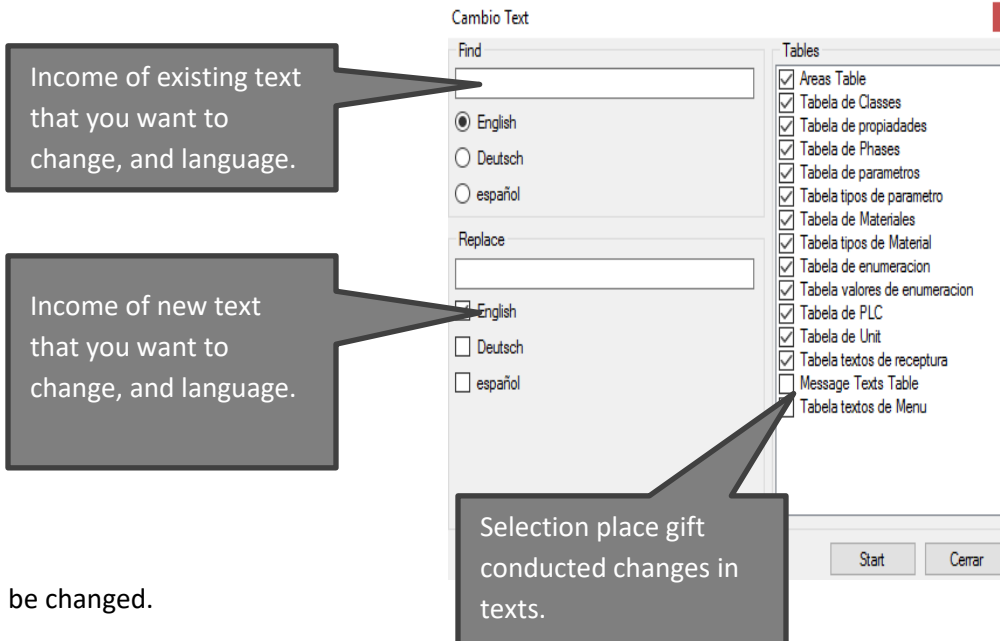 Cambio Text
Find
Income of existing text
that you want to
change, and language.
English
Deutsch
español
Replace
Income of new text
that you want to
change, and language.
English
Deutsch
español
Tables
Areas Table
Tabela de Classes
Tabela de propiadades
Tabela de Phases
Tabela de parametros
Tabela tipos de parametro
Tabela de Materiales
Tabela tipos de Material
Tabela de enumeracion
Tabela valores de enumeracion
Tabela de PLC
Tabela de Unit
Tabela textos de receptura
Message Texts Table
Tabela textos de Menu
Selection place gift
conducted changes in
texts.
Start
Cerrar
be changed.